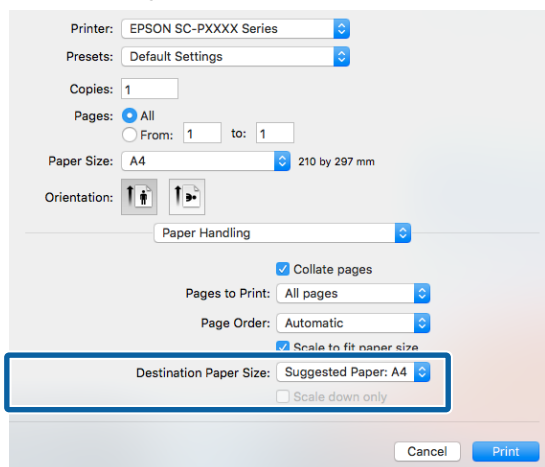 Printer: EPSON SC-PXXXX Series
Presets: Default Settings
Copies: 1
Pages: All
From: 1 to: 1
Paper Size: A4 210 by 297 mm
Orientation:
Paper Handling
Collate pages
Pages to Print: All pages
Page Order: Automatic
Scale to fit paper size
Destination Paper Size: Suggested Paper: A4
Scale down only
Cancel Print